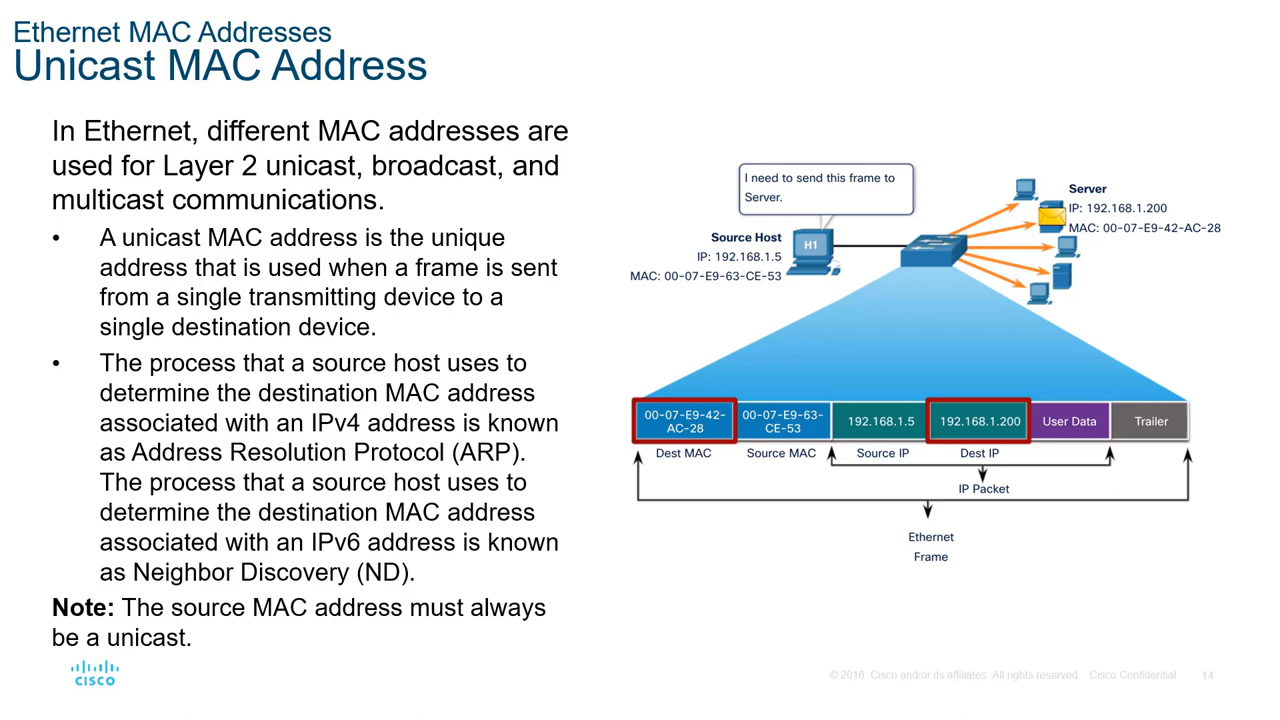 Ethernet MAC Addresses
Unicast MAC Address
In Ethernet, different MAC addresses are
used for Layer 2 unicast, broadcast, and
multicast communications.
• A unicast MAC address is the unique
address that is used when a frame is sent
from a single transmitting device to a
single destination device.
• The process that a source host uses to
determine the destination MAC address
associated with an IPv4 address is known
as Address Resolution Protocol (ARP).
The process that a source host uses to
determine the destination MAC address
associated with an IPv6 address is known
as Neighbor Discovery (ND).
Note: The source MAC address must always
be a unicast.
I need to send this frame to
Server.
Source Host
IP: 192.168.1.5
MAC: 00-07-E9-63-CE-53
H1
Server
IP: 192.168.1.200
MAC: 00-07-E9-42-AC-28
00-07-E9-42-
AC-28
00-07-E9-63-
CE-53
192.168.1.5
192.168.1.200
User Data
Trailer
Dest MAC
Source MAC
Source IP
Dest IP
IP Packet
Ethernet
Frame
CISCO
© 2016 Cisco and/or its affiliates. All rights reserved. Cisco Confidential
14